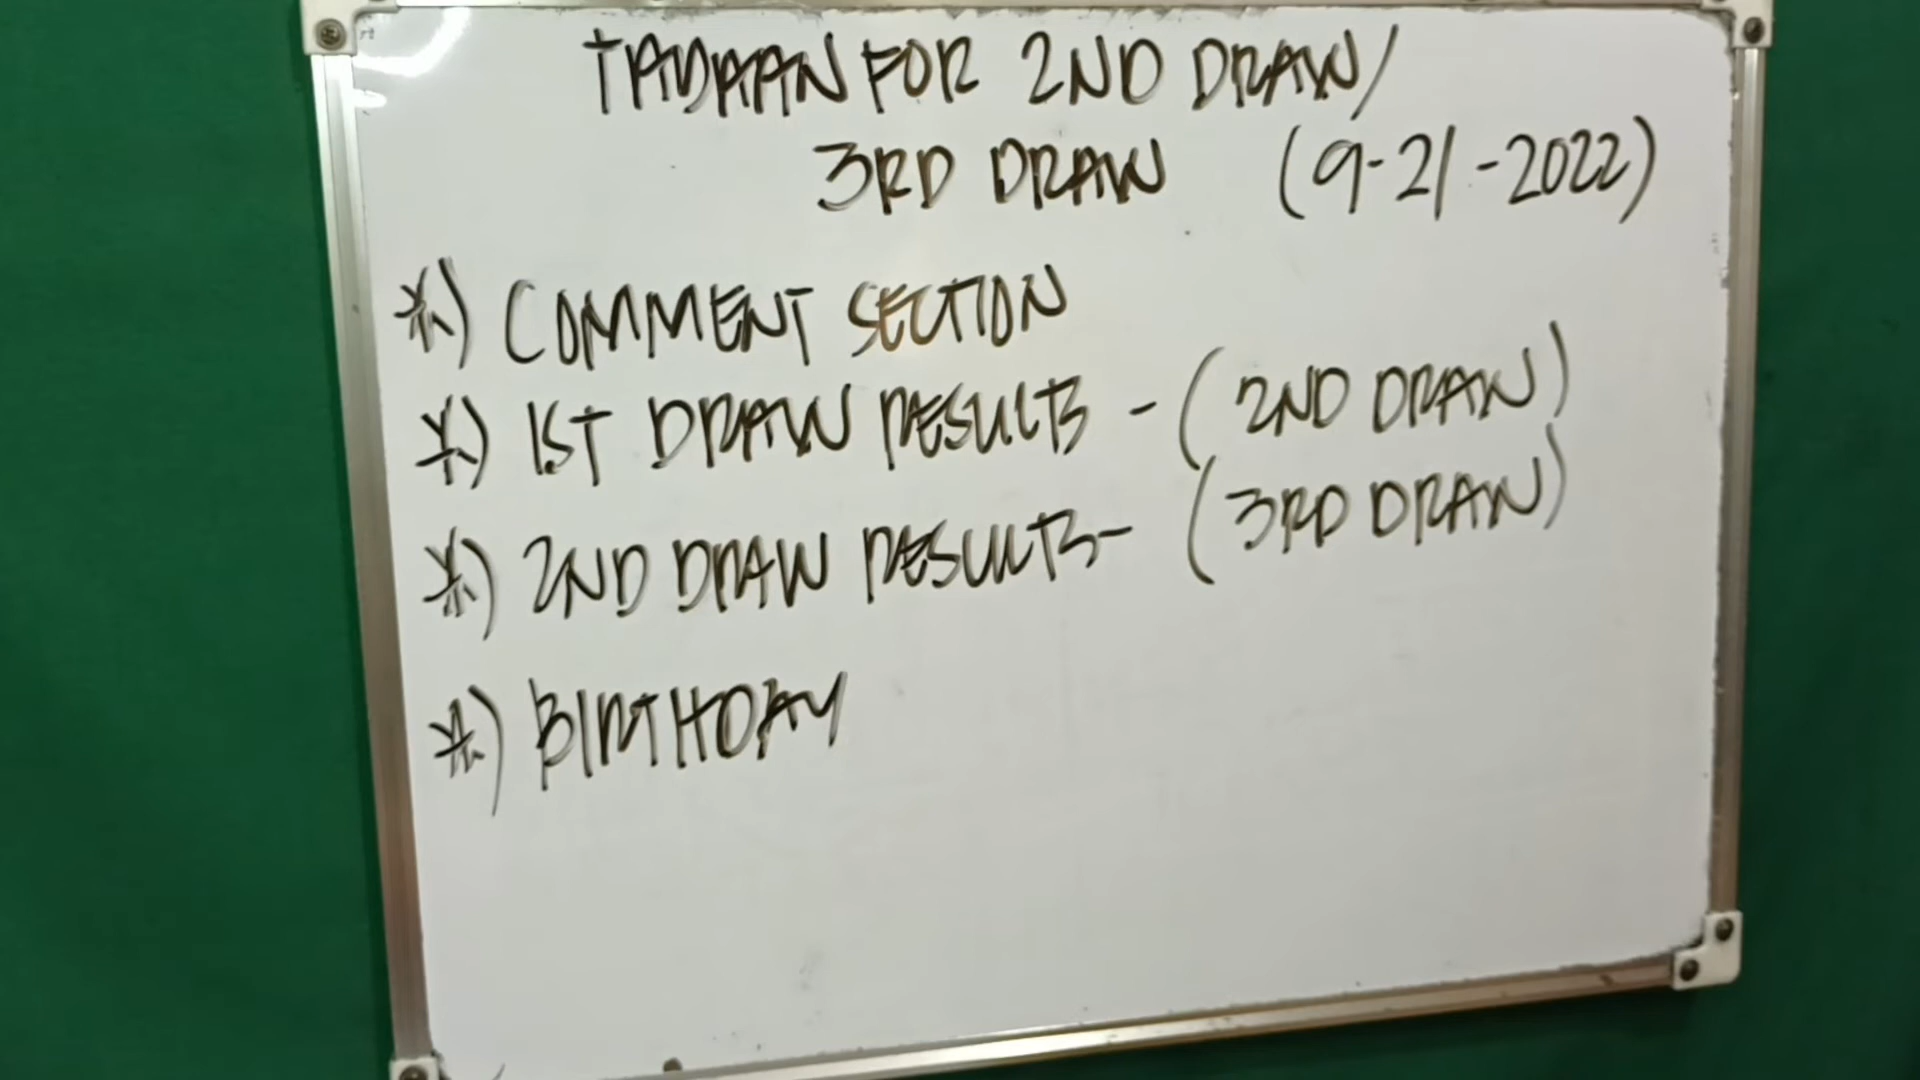 TAYAAN FOR 2ND DRAW/
3RD DRAW (9-21-2022)
*) COMMENT SECTION
*) 1ST DRAW RESULTS - (2ND DRAW)
*) 2ND DRAW RESULTS - (3RD DRAW)
*) BIRTHDAY